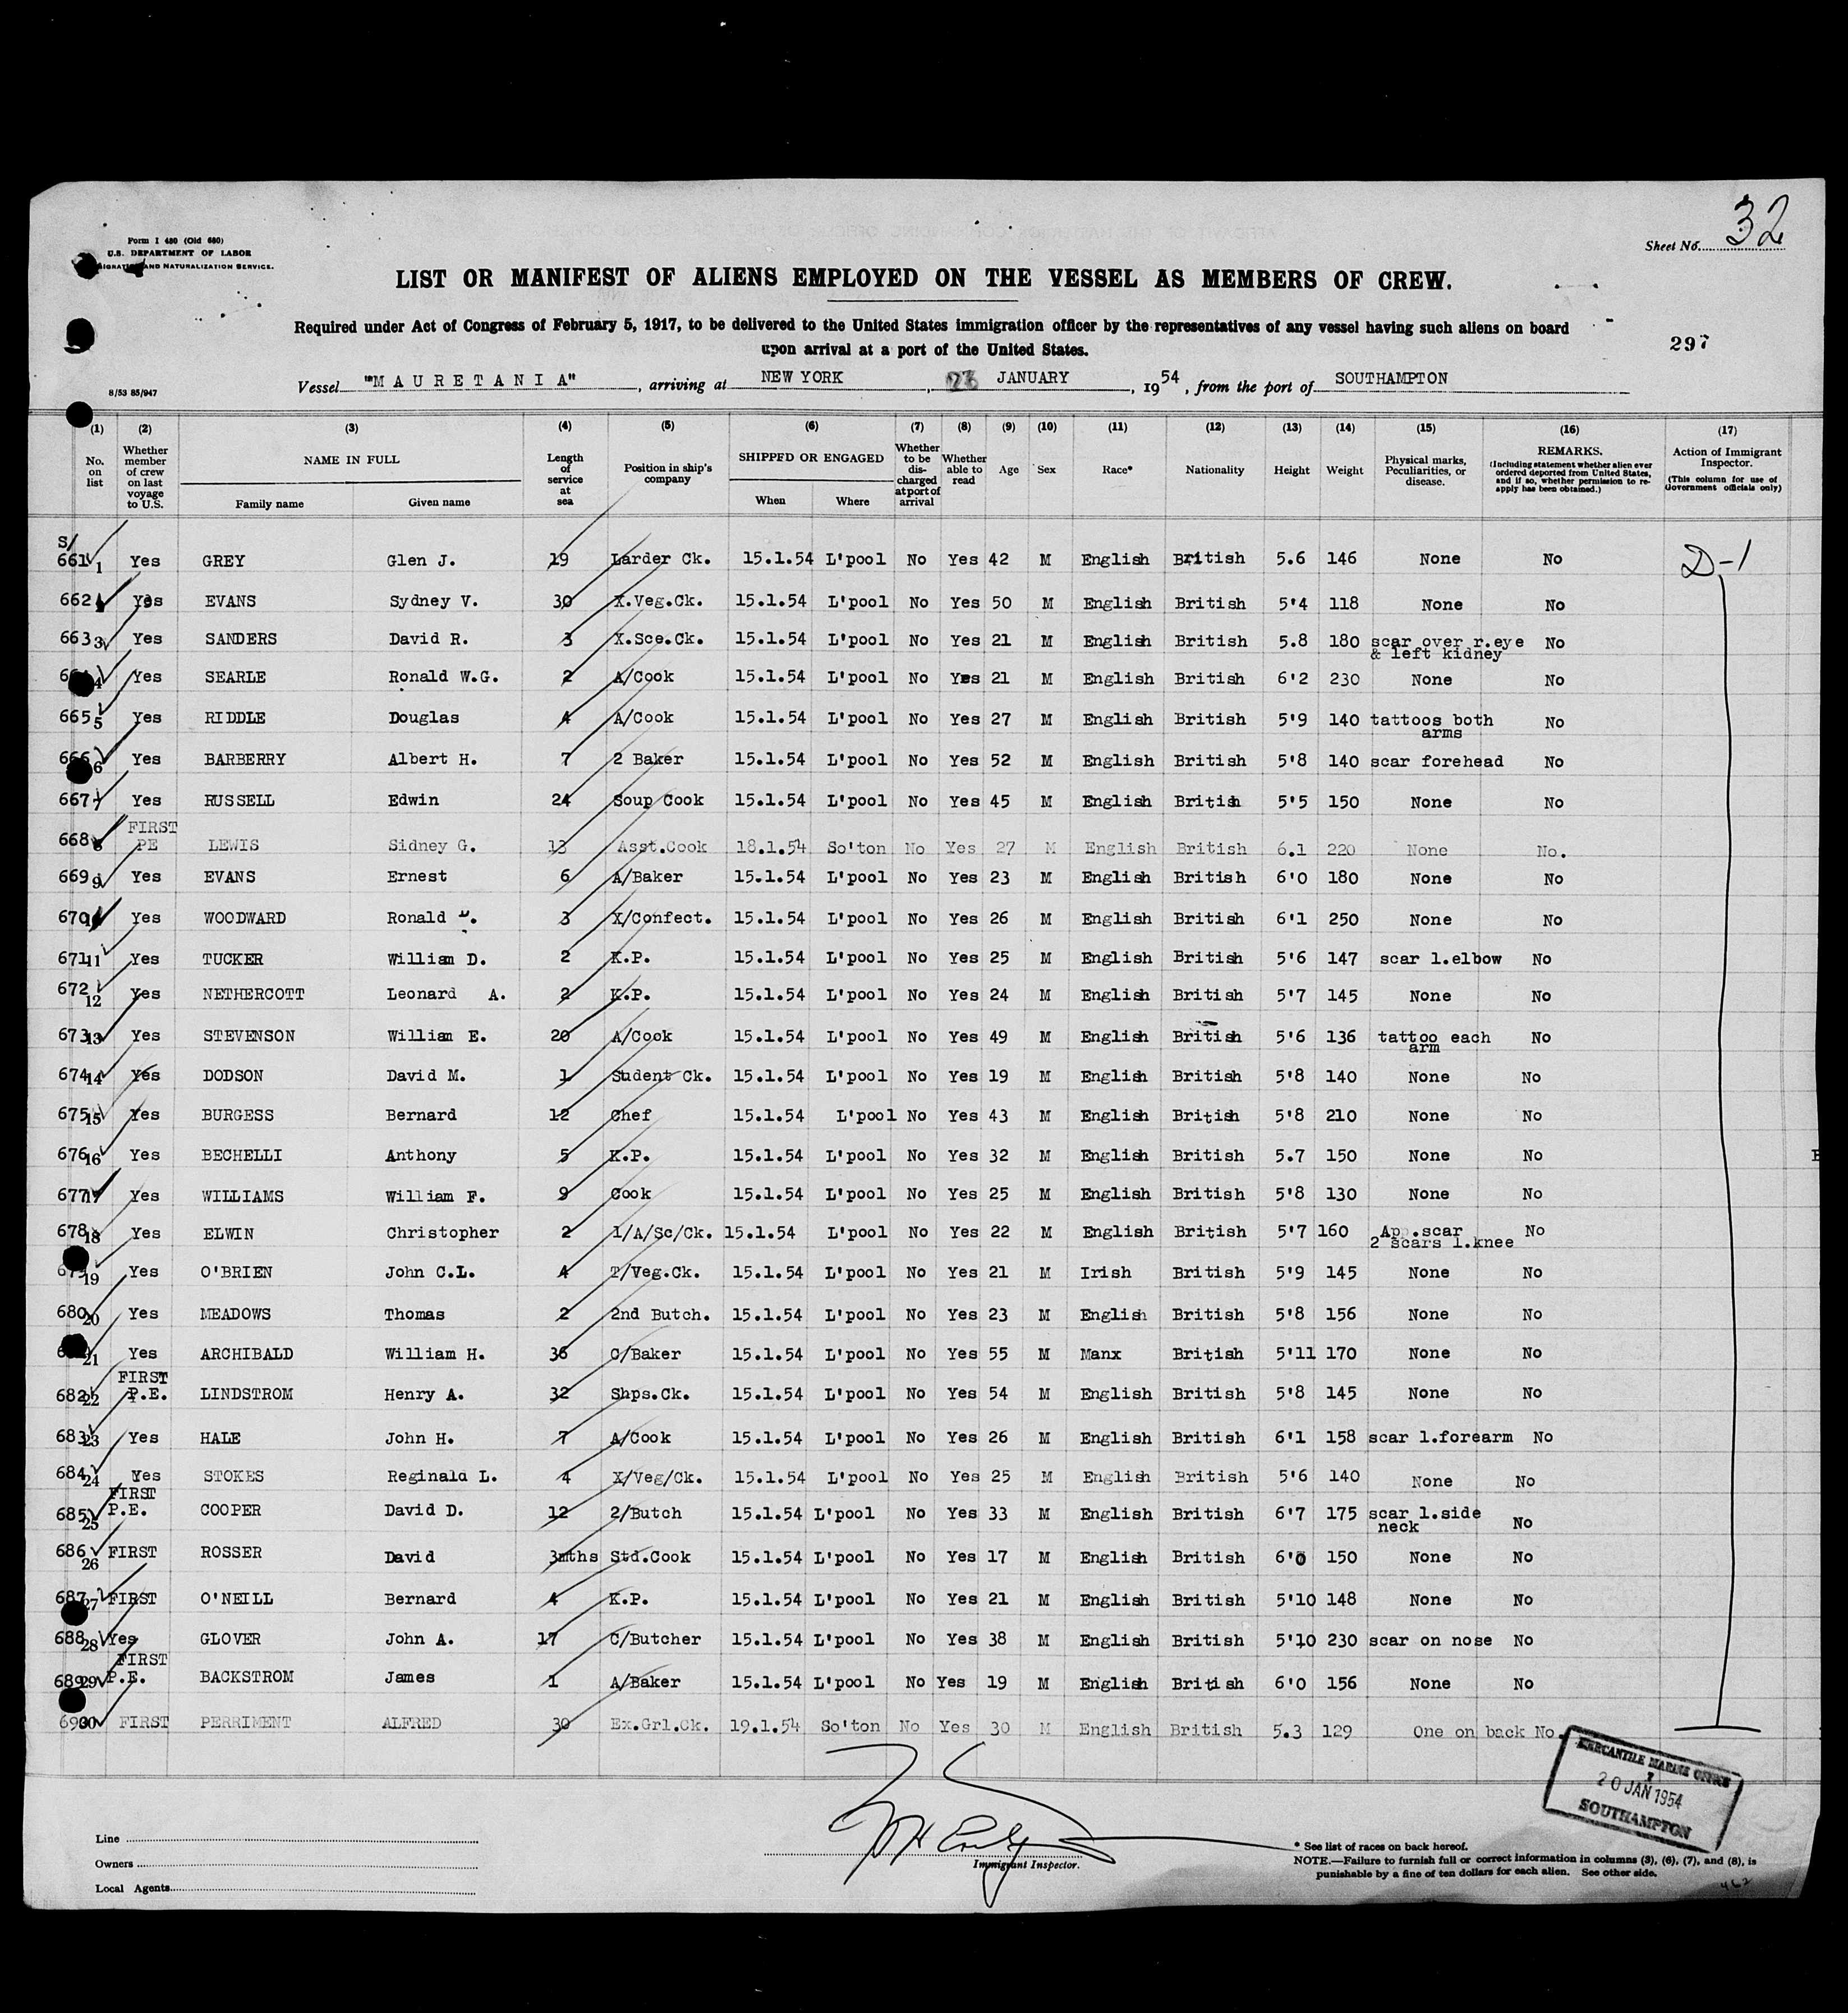 32
Sheet No.
Form I 480 (Old 680)
U.S. DEPARTMENT OF LABOR
AND NATURALIZATION SERVICE.
LIST OR MANIFEST OF ALIENS EMPLOYED ON THE VESSEL AS MEMBERS OF CREW.
Required under Act of Congress of February 5, 1917, to be delivered to the United States immigration officer by the representatives of any vessel having such aliens on board
upon arrival at a port of the United States.
297
8/53 85/947
Vessel "MAURETANIA", arriving at NEW YORK, JANUARY, 1954, from the port of SOUTHAMPTON
(1) (2) (3) (4) (5) (6) (7) (8) (9) (10) (11) (12) (13) (14) (15) (16) (17)
No. on list
Whether member of crew on last voyage to U.S.
NAME IN FULL
Family name
Given name
Length of service at sea
Position in ship's company
SHIPPED OR ENGAGED
When
Where
Whether to be discharged at port of arrival
Whether able to read
Age
Sex
Race*
Nationality
Height
Weight
Physical marks, Peculiarities, or disease.
REMARKS.
(Including statement whether alien ever ordered deported from United States, and if so, whether permission to re-apply has been obtained.)
Action of Immigrant Inspector.
(This column for use of Government officials only)
S/
661 1 Yes GREY Glen J. 19 Larder Ck. 15.1.54 L'pool No Yes 42 M English British 5.6 146 None No D-1
662 Yes EVANS Sydney V. 30 X.Veg.Ck. 15.1.54 L'pool No Yes 50 M English British 5'4 118 None No
663 3 Yes SANDERS David R. 3 X.Sce.Ck. 15.1.54 L'pool No Yes 21 M English British 5.8 180 scar over r.eye No
& left kidney
4 Yes SEARLE Ronald W.G. 2 A/Cook 15.1.54 L'pool No Yes 21 M English British 6'2 230 None No
665 5 Yes RIDDLE Douglas 4 A/Cook 15.1.54 L'pool No Yes 27 M English British 5'9 140 tattoos both No
arms
666 6 Yes BARBERRY Albert H. 7 2 Baker 15.1.54 L'pool No Yes 52 M English British 5'8 140 scar forehead No
667 7 Yes RUSSELL Edwin 24 Soup Cook 15.1.54 L'pool No Yes 45 M English British 5'5 150 None No
FIRST
668 8 PE LEWIS Sidney G. 13 Asst.Cook 18.1.54 So'ton No Yes 27 M English British 6.1 220 None No.
669 9 Yes EVANS Ernest 6 A/Baker 15.1.54 L'pool No Yes 23 M English British 6'0 180 None No
670 Yes WOODWARD Ronald 3 X/Confect. 15.1.54 L'pool No Yes 26 M English British 6'1 250 None No
671 11 Yes TUCKER William D. 2 K.P. 15.1.54 L'pool No Yes 25 M English British 5'6 147 scar l.elbow No
672 12 Yes NETHERCOTT Leonard A. 2 K.P. 15.1.54 L'pool No Yes 24 M English British 5'7 145 None No
673 13 Yes STEVENSON William E. 20 A/Cook 15.1.54 L'pool No Yes 49 M English British 5'6 136 tattoo each No
arm
674 14 Yes DODSON David M. 1 Sudent Ck. 15.1.54 L'pool No Yes 19 M English British 5'8 140 None No
675 15 Yes BURGESS Bernard 12 Chef 15.1.54 L'pool No Yes 43 M English British 5'8 210 None No
676 16 Yes BECHELLI Anthony 5 K.P. 15.1.54 L'pool No Yes 32 M English British 5.7 150 None No
677 17 Yes WILLIAMS William F. 9 Cook 15.1.54 L'pool No Yes 25 M English British 5'8 130 None No
678 18 Yes ELWIN Christopher 2 1/A/Sc/Ck. 15.1.54 L'pool No Yes 22 M English British 5'7 160 App.scar No
2 scars l.knee
19 Yes O'BRIEN John C.L. 4 T/Veg.Ck. 15.1.54 L'pool No Yes 21 M Irish British 5'9 145 None No
680 20 Yes MEADOWS Thomas 2 2nd Butch. 15.1.54 L'pool No Yes 23 M English British 5'8 156 None No
21 Yes ARCHIBALD William H. 36 C/Baker 15.1.54 L'pool No Yes 55 M Manx British 5'11 170 None No
FIRST
682 22 P.E. LINDSTROM Henry A. 32 Shps.Ck. 15.1.54 L'pool No Yes 54 M English British 5'8 145 None No
683 23 Yes HALE John H. 7 A/Cook 15.1.54 L'pool No Yes 26 M English British 6'1 158 scar l.forearm No
684 24 Yes STOKES Reginald L. 4 X/Veg/Ck. 15.1.54 L'pool No Yes 25 M English British 5'6 140 None No
FIRST
685 25 P.E. COOPER David D. 12 2/Butch 15.1.54 L'pool No Yes 33 M English British 6'7 175 scar l.side No
neck
686 26 FIRST ROSSER David 3mths Std.Cook 15.1.54 L'pool No Yes 17 M English British 6'0 150 None No
687 27 FIRST O'NEILL Bernard 4 K.P. 15.1.54 L'pool No Yes 21 M English British 5'10 148 None No
688 28 Yes GLOVER John A. 17 C/Butcher 15.1.54 L'pool No Yes 38 M English British 5'10 230 scar on nose No
FIRST
689 29 P.E. BACKSTROM James 1 A/Baker 15.1.54 L'pool No Yes 19 M English British 6'0 156 None No
690 30 FIRST PERRIMENT ALFRED 30 Ex.Grl.Ck. 19.1.54 So'ton No Yes 30 M English British 5.3 129 One on back No.
MERCANTILE MARINE OFFICE
20 JAN 1954
SOUTHAMPTON
Line
Owners
Local Agents
Immigrant Inspector.
* See list of races on back hereof.
NOTE.—Failure to furnish full or correct information in columns (3), (6), (7), and (8), is
punishable by a fine of ten dollars for each alien. See other side.